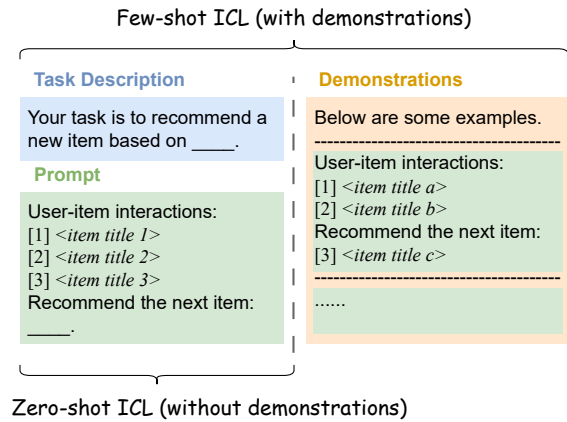 Few-shot ICL (with demonstrations)
Task Description
Your task is to recommend a
new item based on ____.
Prompt
User-item interactions:
[1] <item title 1>
[2] <item title 2>
[3] <item title 3>
Recommend the next item:
____.
Demonstrations
Below are some examples.
User-item interactions:
[1] <item title a>
[2] <item title b>
Recommend the next item:
[3] <item title c>
......
Zero-shot ICL (without demonstrations)